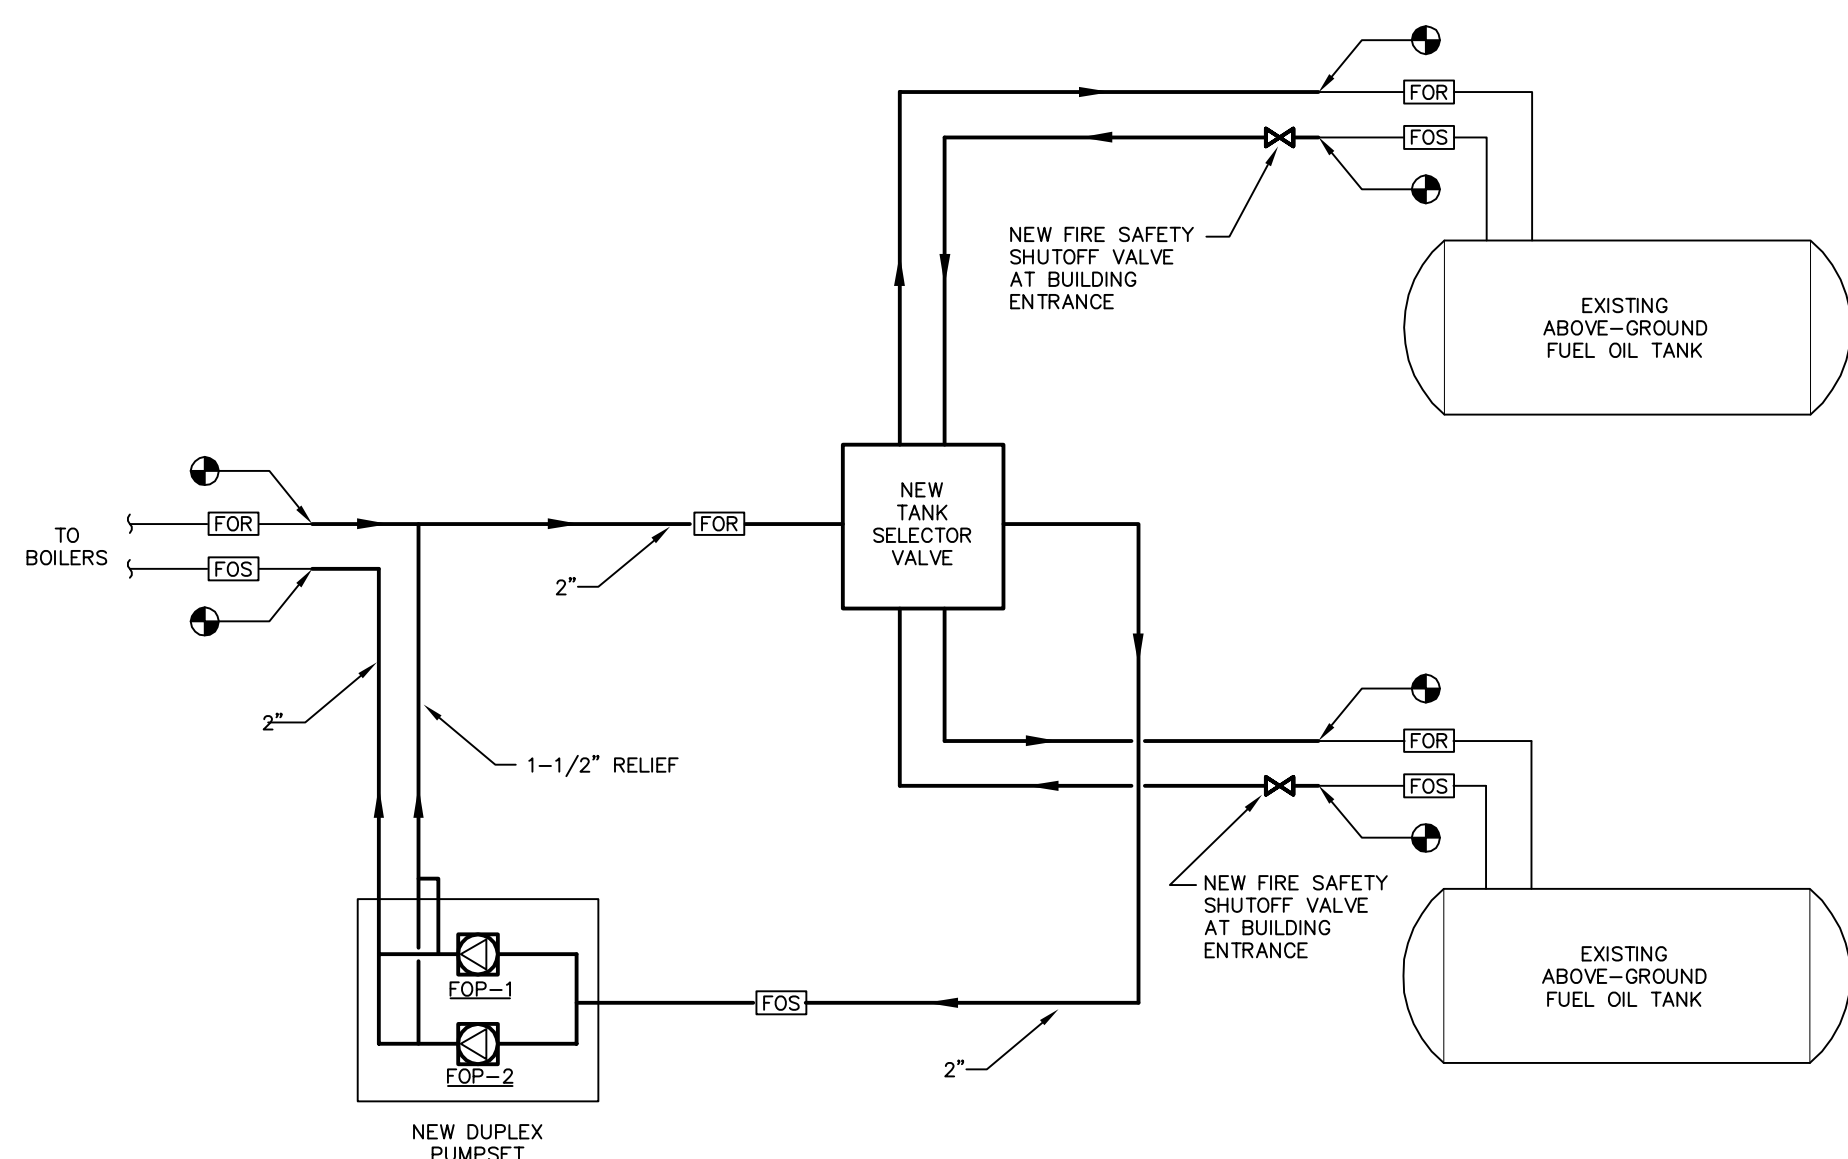 FOR
FOS
NEW FIRE SAFETY
SHUTOFF VALVE
AT BUILDING
ENTRANCE
EXISTING
ABOVE-GROUND
FUEL OIL TANK
NEW
TANK
SELECTOR
VALVE
TO
BOILERS
FOR
FOS
FOR
2"
2"
1-1/2" RELIEF
FOR
FOS
NEW FIRE SAFETY
SHUTOFF VALVE
AT BUILDING
ENTRANCE
EXISTING
ABOVE-GROUND
FUEL OIL TANK
FOP-1
FOP-2
FOS
2"
NEW DUPLEX
PUMPSET